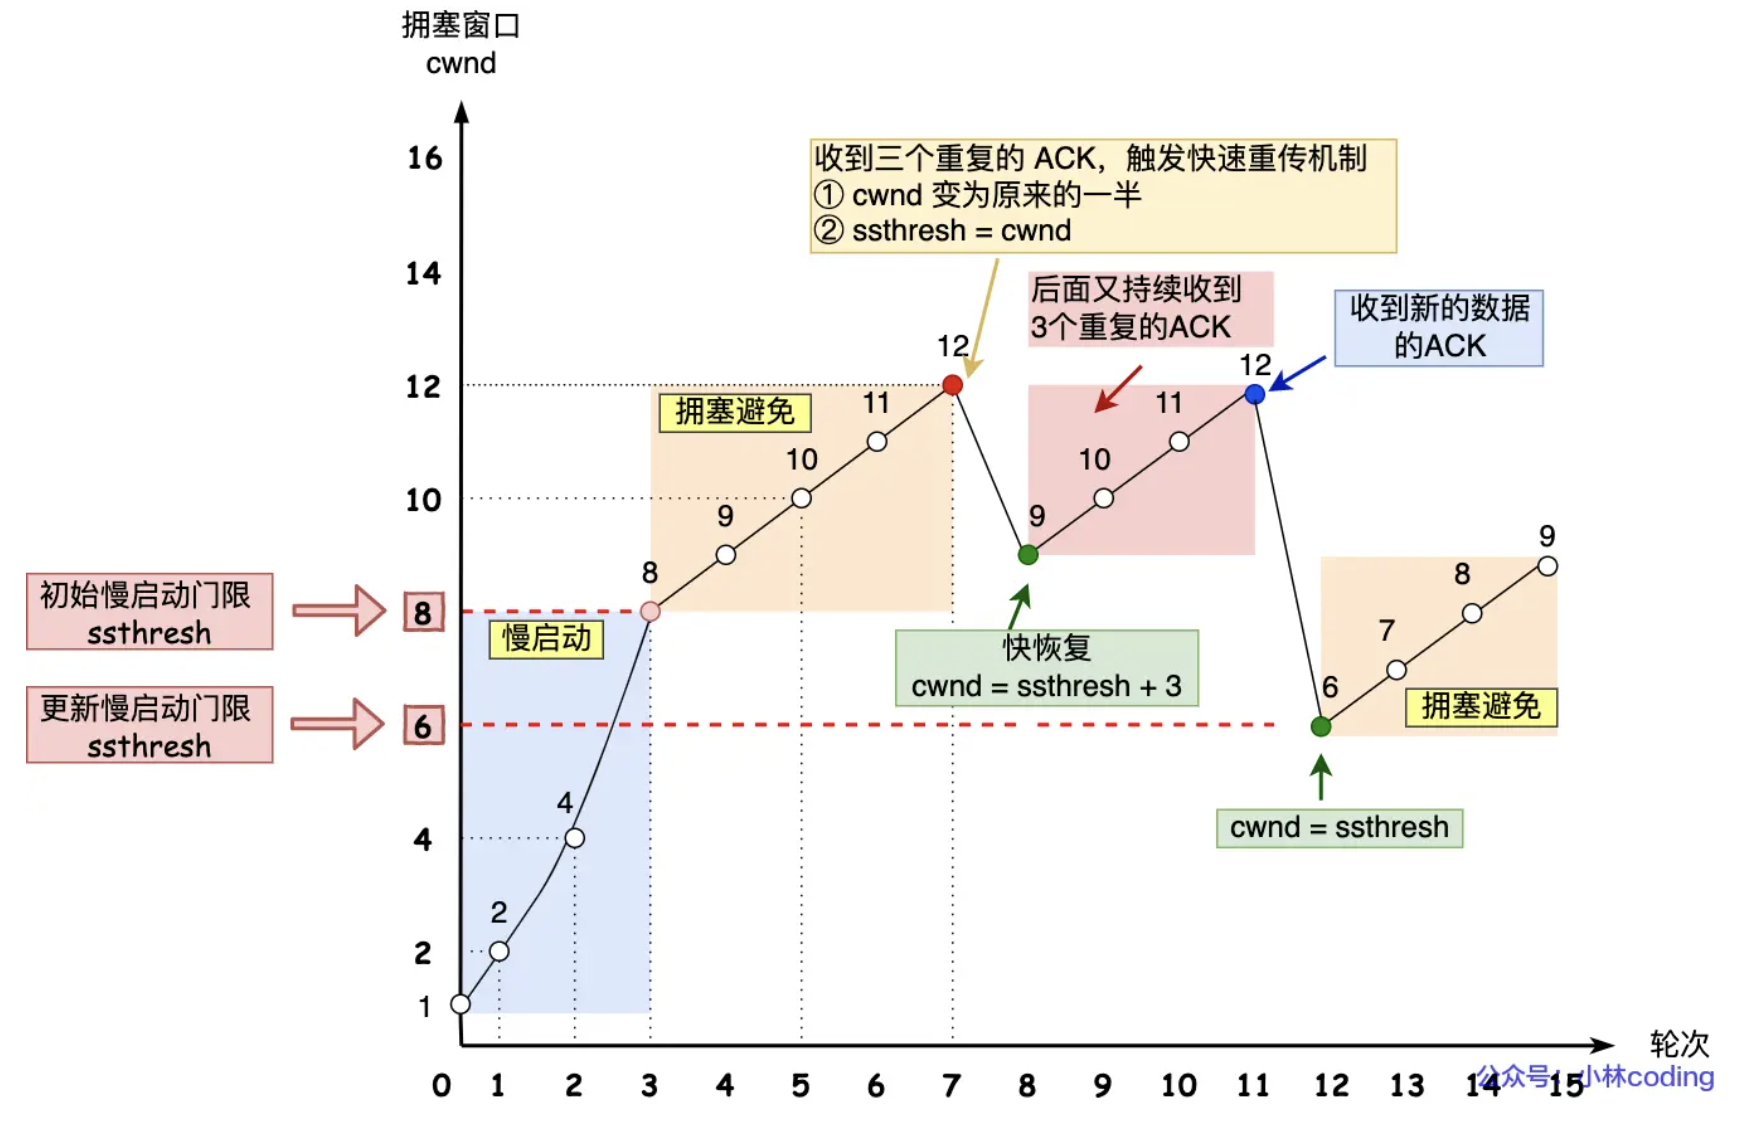 拥塞窗口
cwnd
16
14
12
10
8
6
4
2
1
收到三个重复的 ACK，触发快速重传机制
① cwnd 变为原来的一半
② ssthresh = cwnd
后面又持续收到
3个重复的ACK
收到新的数据
的ACK
初始慢启动门限
ssthresh
更新慢启动门限
ssthresh
慢启动
拥塞避免
2
4
8
9
10
11
12
9
10
11
12
6
7
8
9
快恢复
cwnd = ssthresh + 3
拥塞避免
cwnd = ssthresh
轮次
0 1 2 3 4 5 6 7 8 9 10 11 12 13 14 15
公众号：小林coding